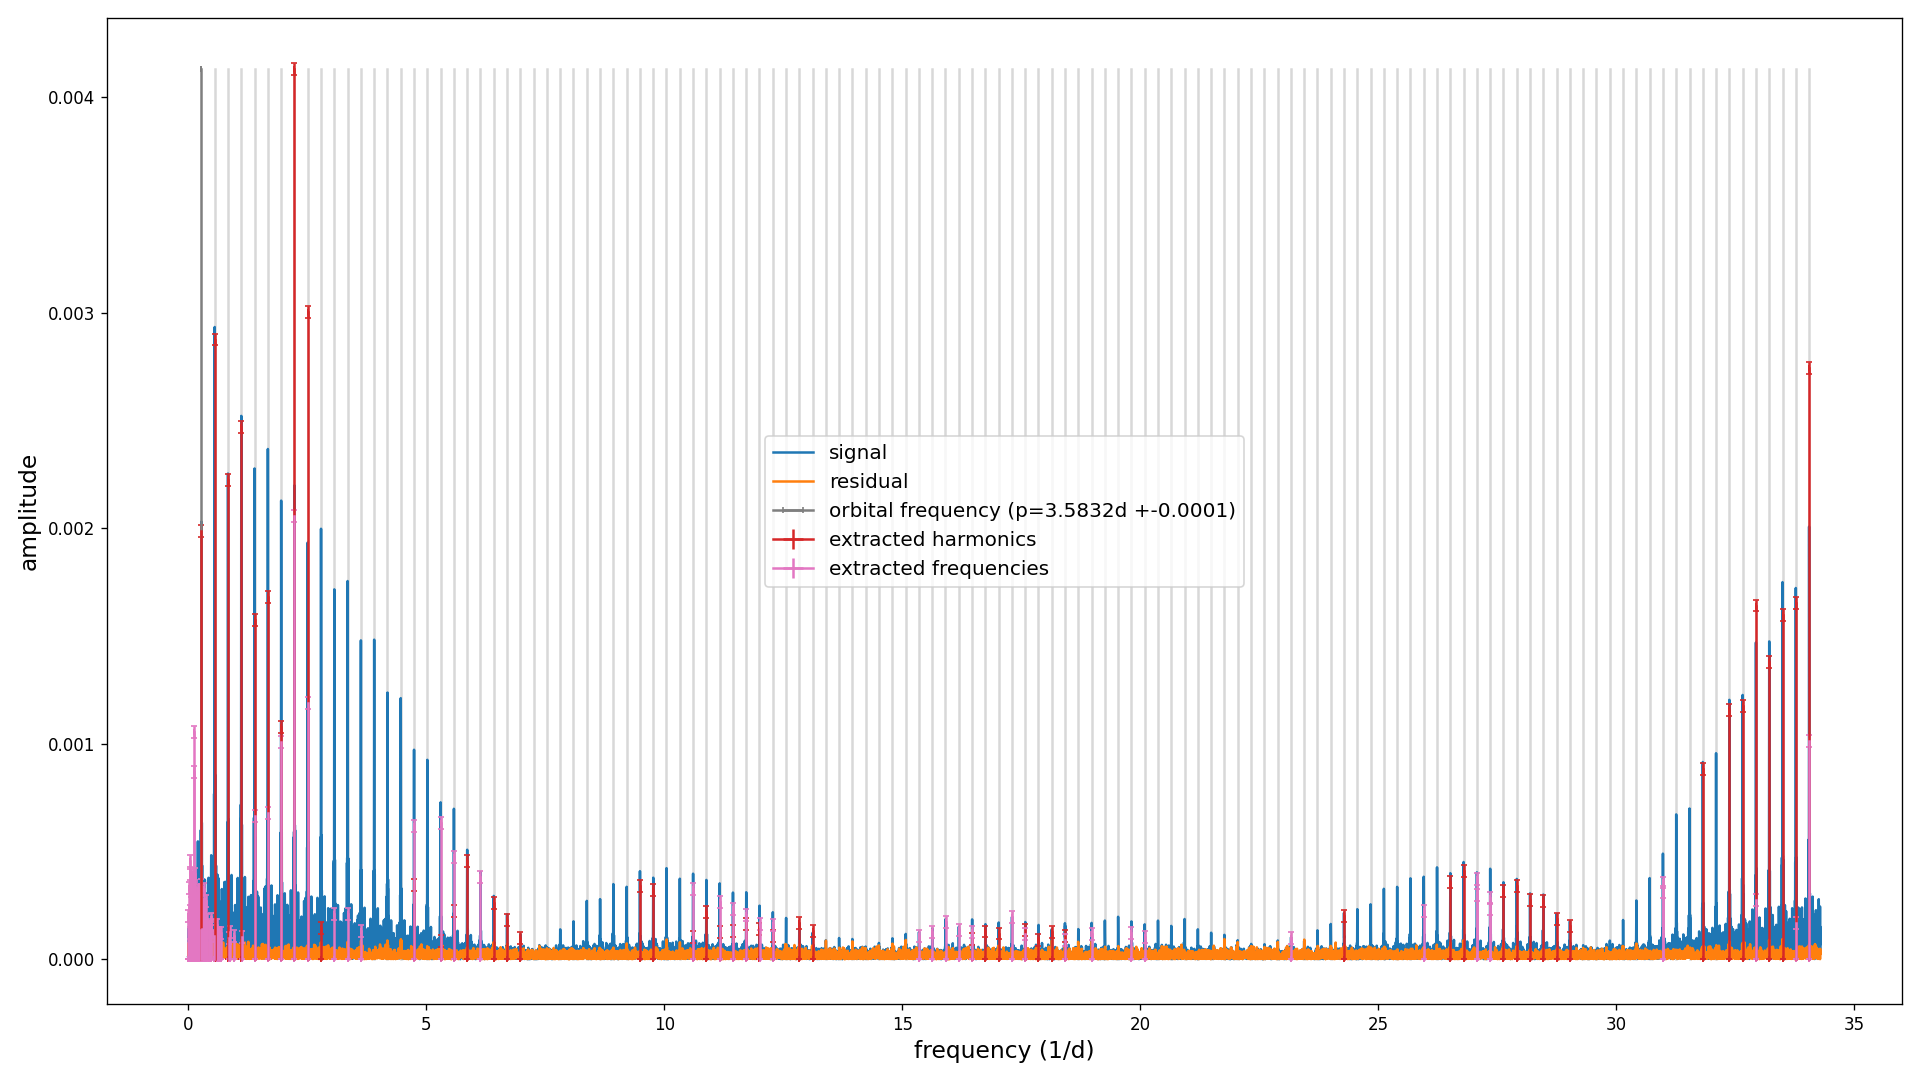 0.004
0.003
0.002
0.001
0.000
amplitude
signal
residual
orbital frequency (p=3.5832d +-0.0001)
extracted harmonics
extracted frequencies
0 5 10 15 20 25 30 35
frequency (1/d)